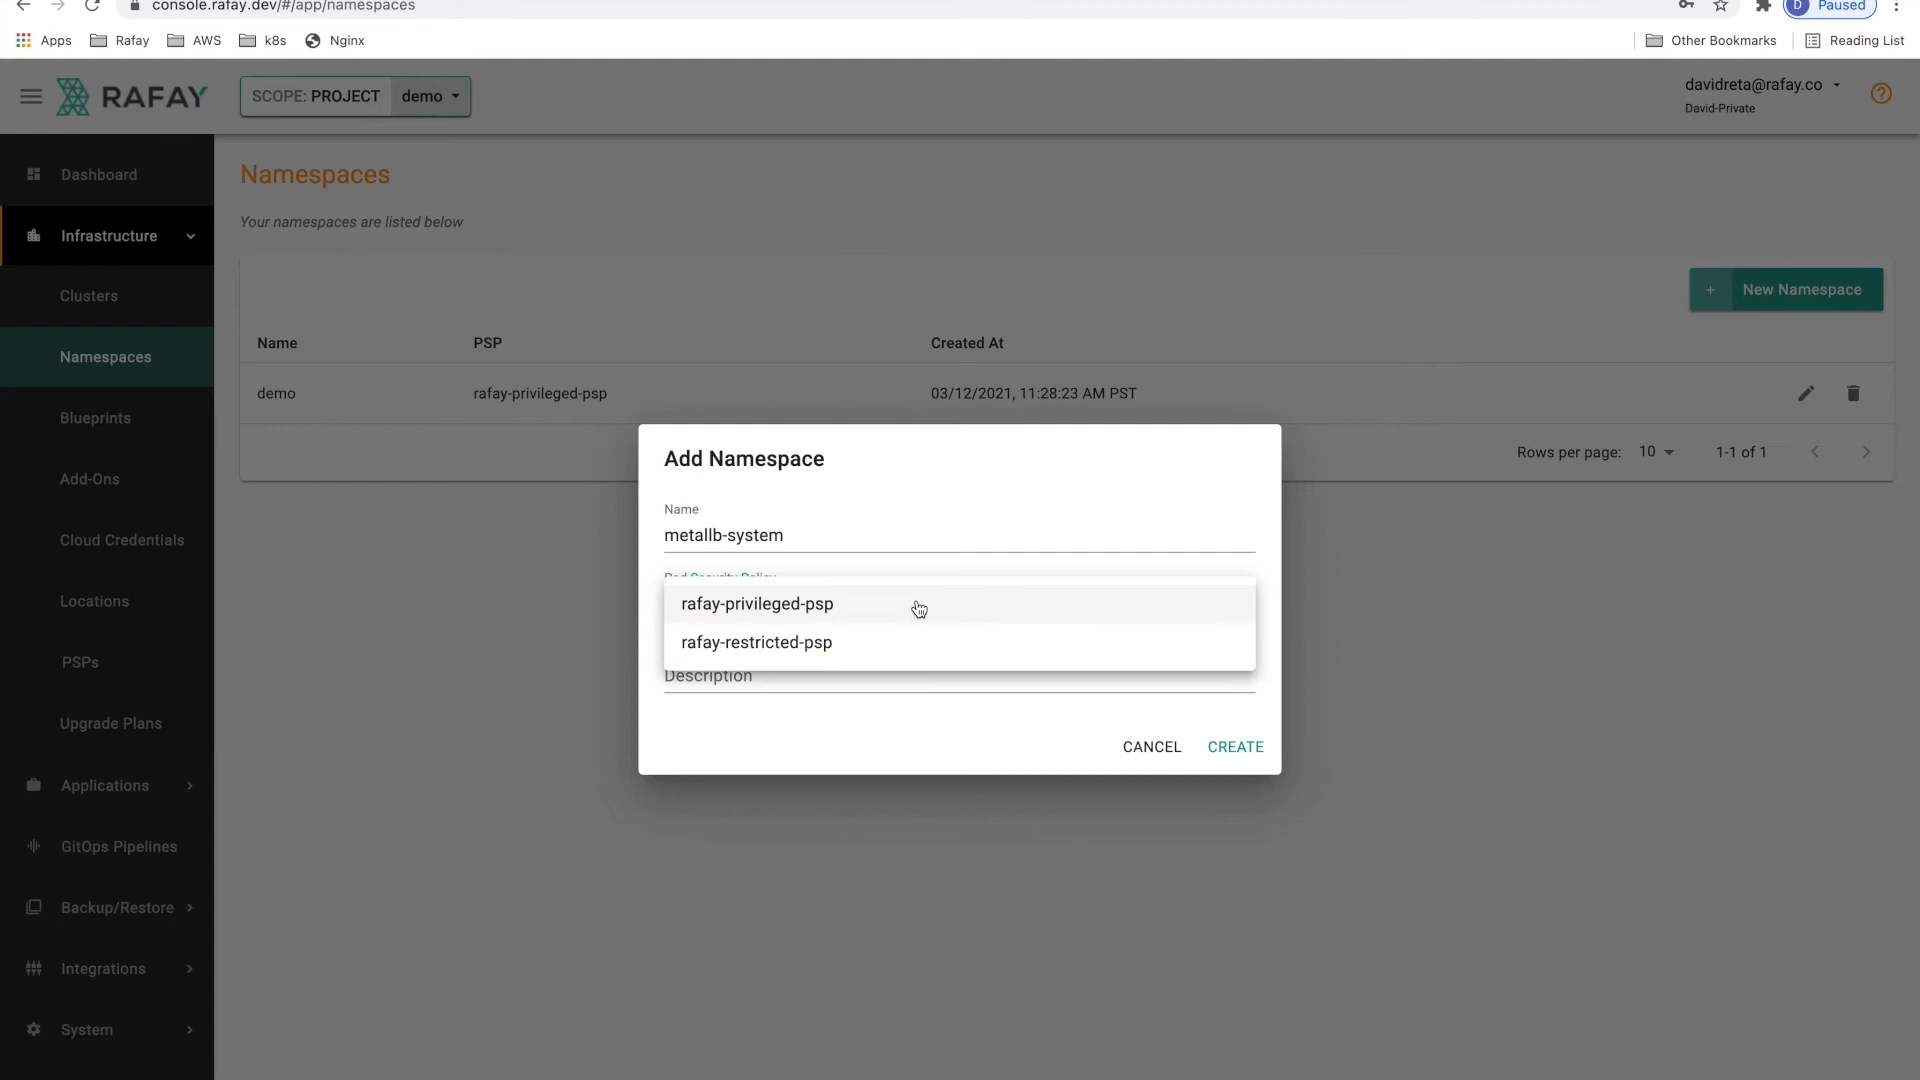 console.rafay.dev/#/app/namespaces
D Paused
Apps Rafay AWS k8s Nginx Other Bookmarks Reading List
RAFAY SCOPE: PROJECT demo davidreta@rafay.co
David-Private
Dashboard
Infrastructure
Clusters
Namespaces
Blueprints
Add-Ons
Cloud Credentials
Locations
PSPs
Upgrade Plans
Applications
GitOps Pipelines
Backup/Restore
Integrations
System
Namespaces
Your namespaces are listed below
+ New Namespace
Name PSP Created At
demo rafay-privileged-psp 03/12/2021, 11:28:23 AM PST
Rows per page: 10 1-1 of 1
Add Namespace
Name
metallb-system
Pod Security Policy
rafay-privileged-psp
rafay-restricted-psp
Description
CANCEL CREATE